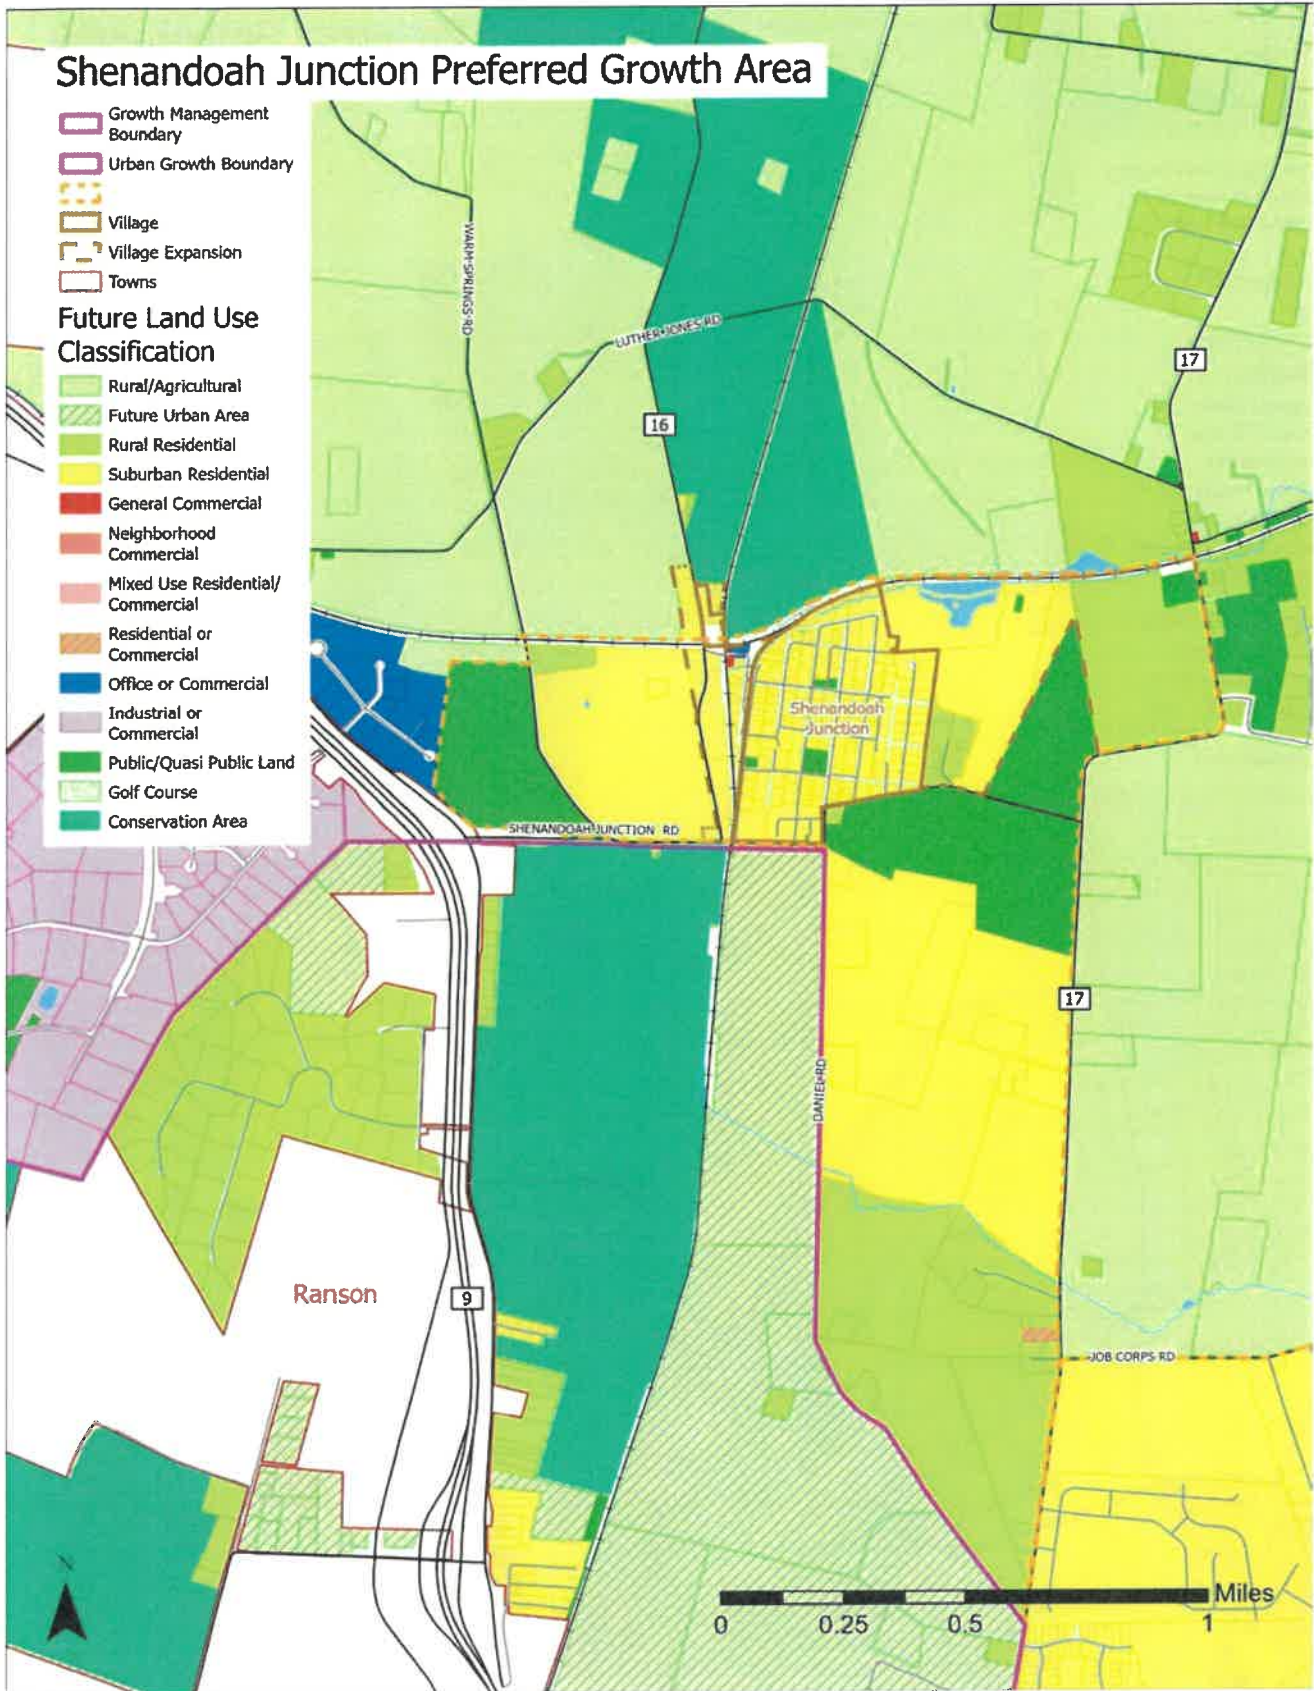 Shenandoah Junction Preferred Growth Area
Growth Management
Boundary
Urban Growth Boundary
Village
Village Expansion
Towns
Future Land Use
Classification
Rural/Agricultural
Future Urban Area
Rural Residential
Suburban Residential
General Commercial
Neighborhood
Commercial
Mixed Use Residential/
Commercial
Residential or
Commercial
Office or Commercial
Industrial or
Commercial
Public/Quasi Public Land
Golf Course
Conservation Area
WARM SPRINGS RD
LUTHER JONES RD
17
16
Shenandoah
Junction
SHENANDOAH JUNCTION RD
17
DANIEL RD
Ranson
9
JOB CORPS RD
N
Miles
0 0.25 0.5 1